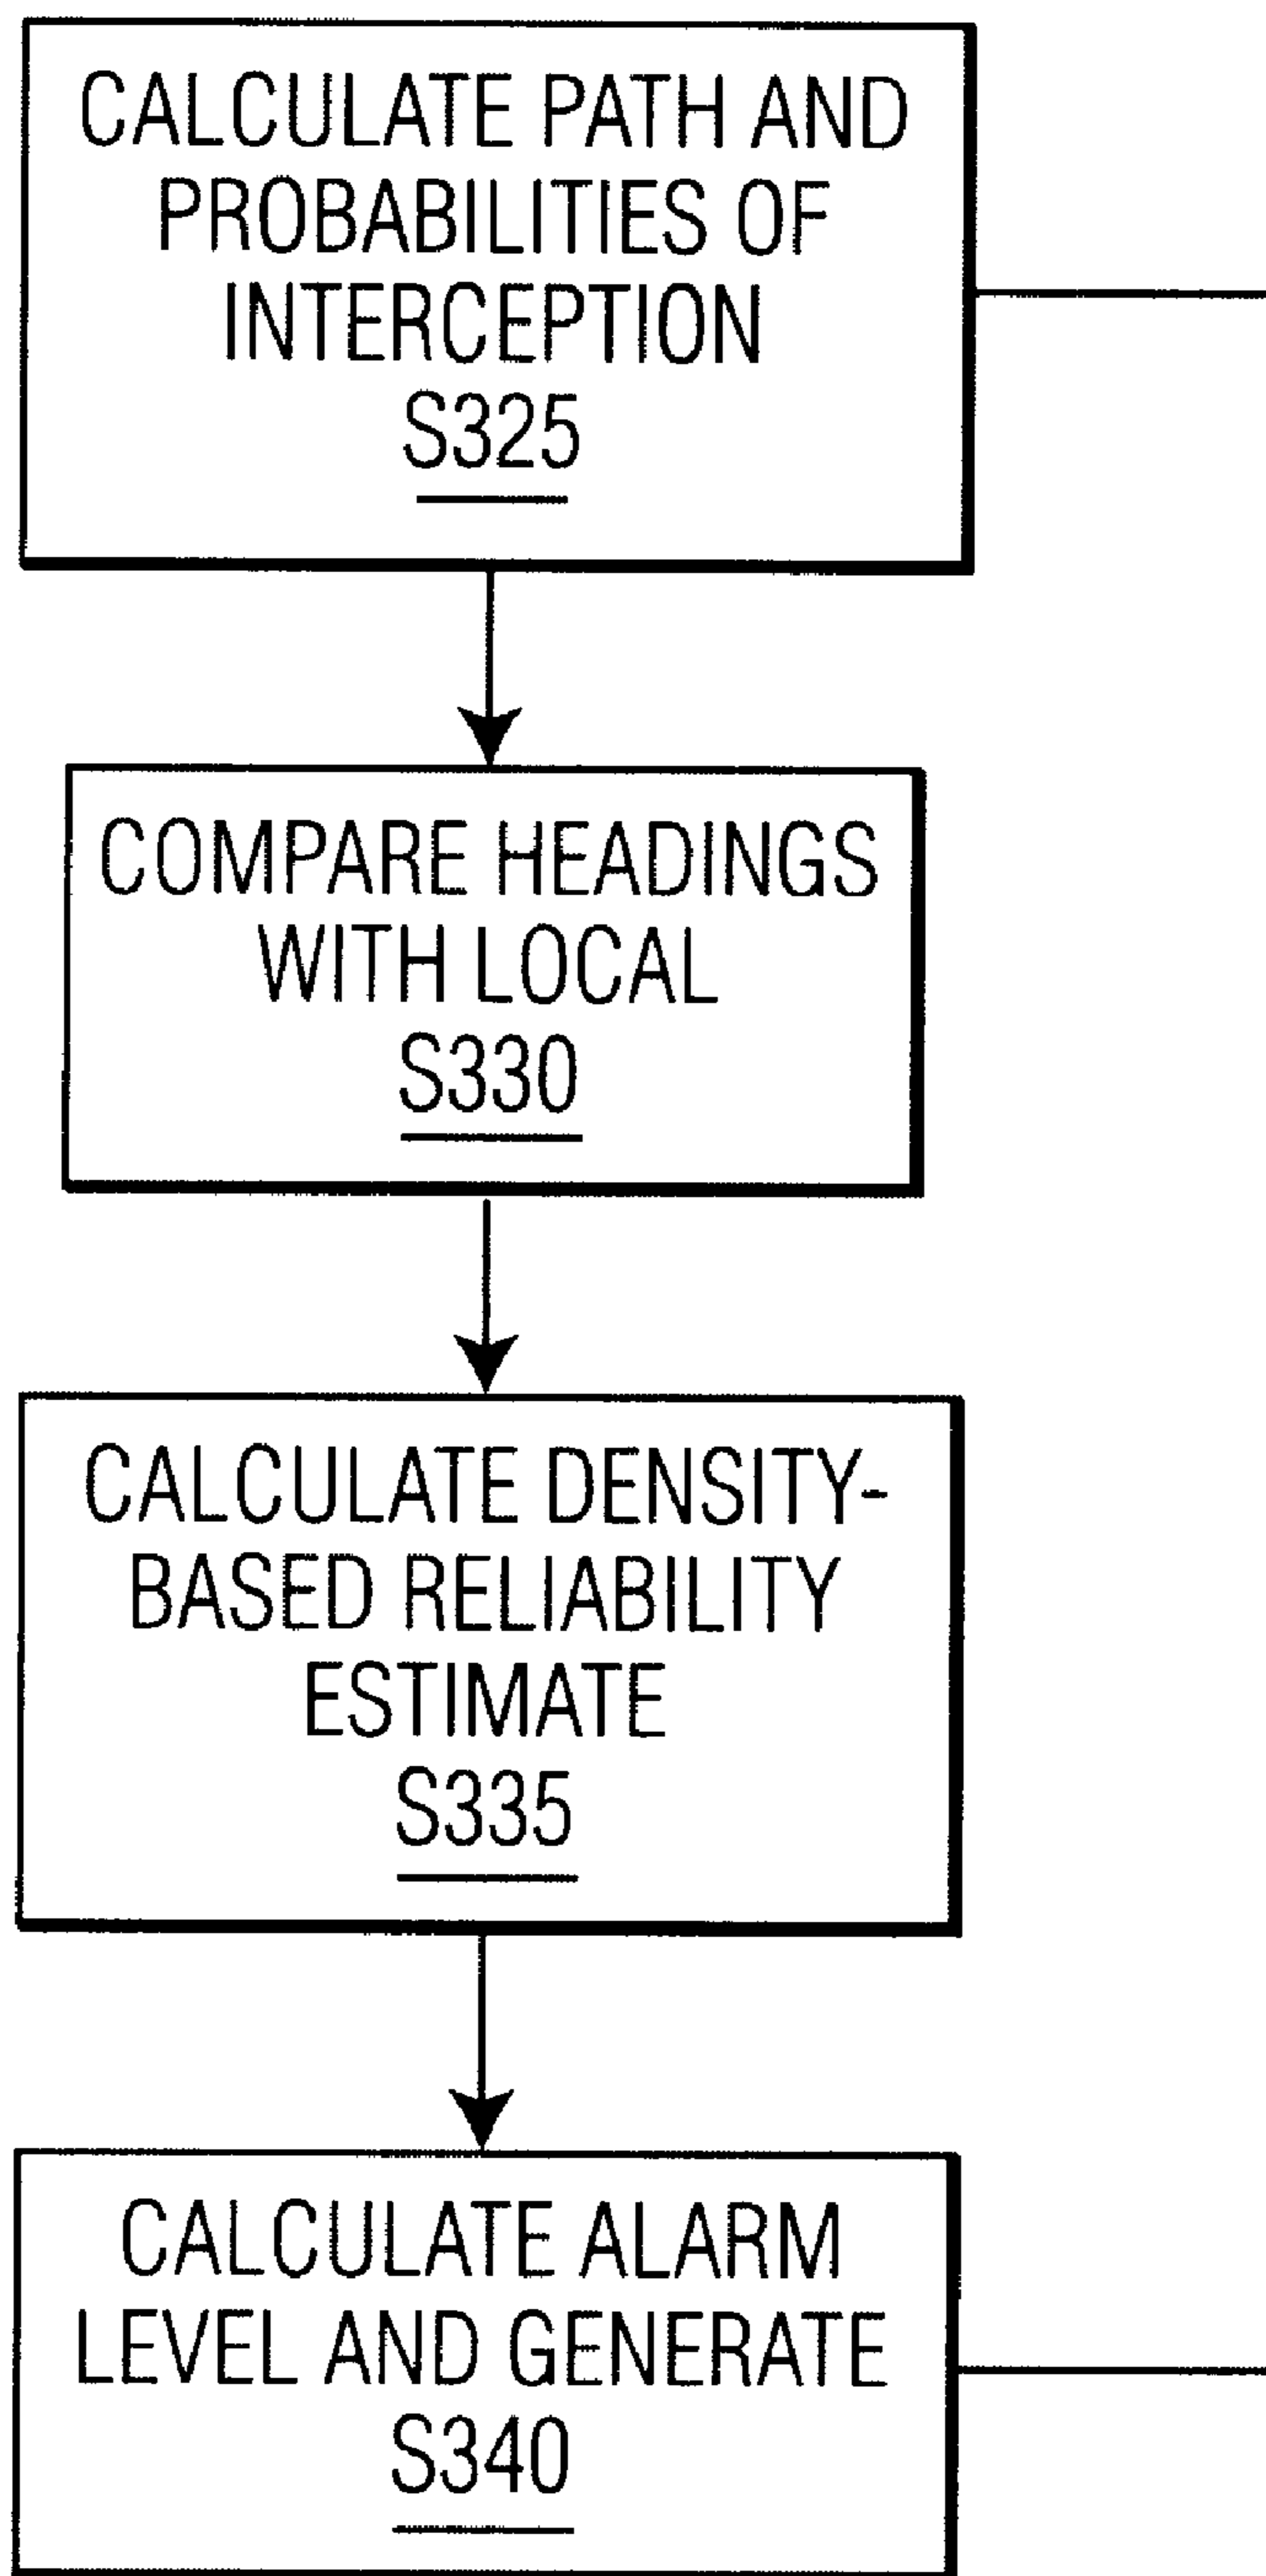 CALCULATE PATH AND
PROBABILITIES OF
INTERCEPTION
S325
COMPARE HEADINGS
WITH LOCAL
S330
CALCULATE DENSITY-
BASED RELIABILITY
ESTIMATE
S335
CALCULATE ALARM
LEVEL AND GENERATE
S340